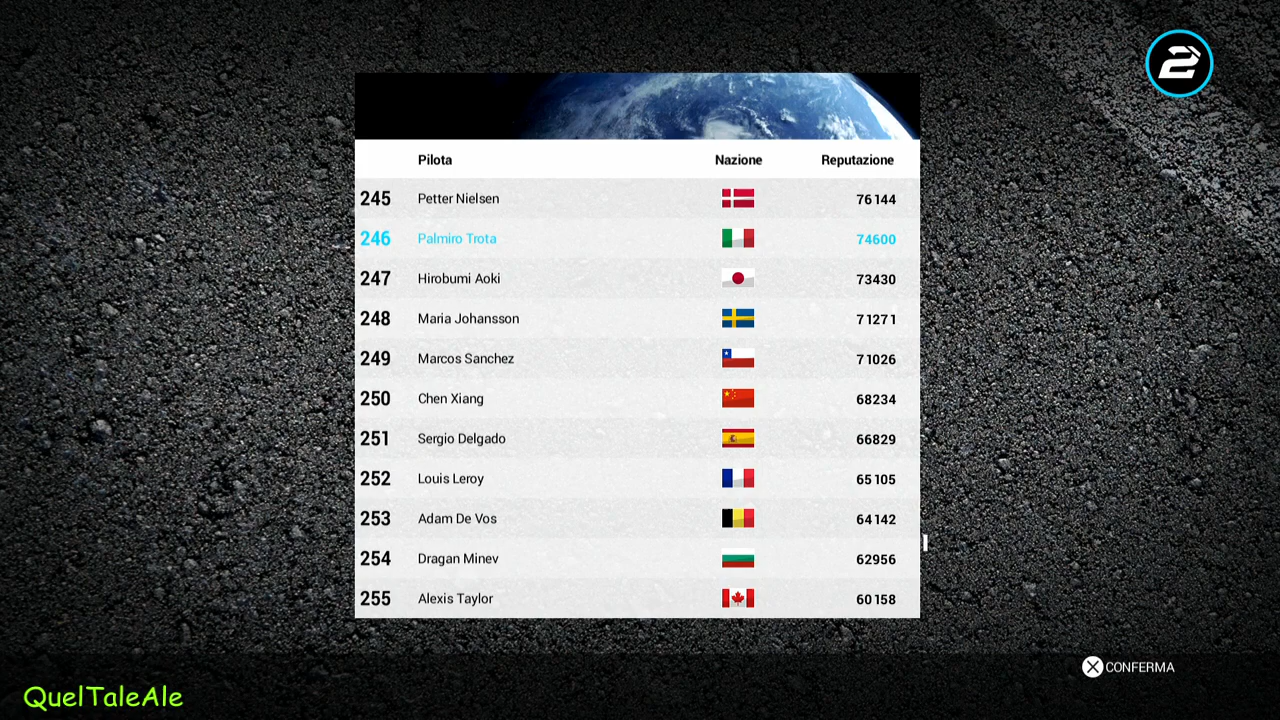 2
Pilota Nazione Reputazione
245 Petter Nielsen 76144
246 Palmiro Trota 74600
247 Hirobumi Aoki 73430
248 Maria Johansson 71271
249 Marcos Sanchez 71026
250 Chen Xiang 68234
251 Sergio Delgado 66829
252 Louis Leroy 65105
253 Adam De Vos 64142
254 Dragan Minev 62956
255 Alexis Taylor 60158
X CONFERMA
QuelTaleAle